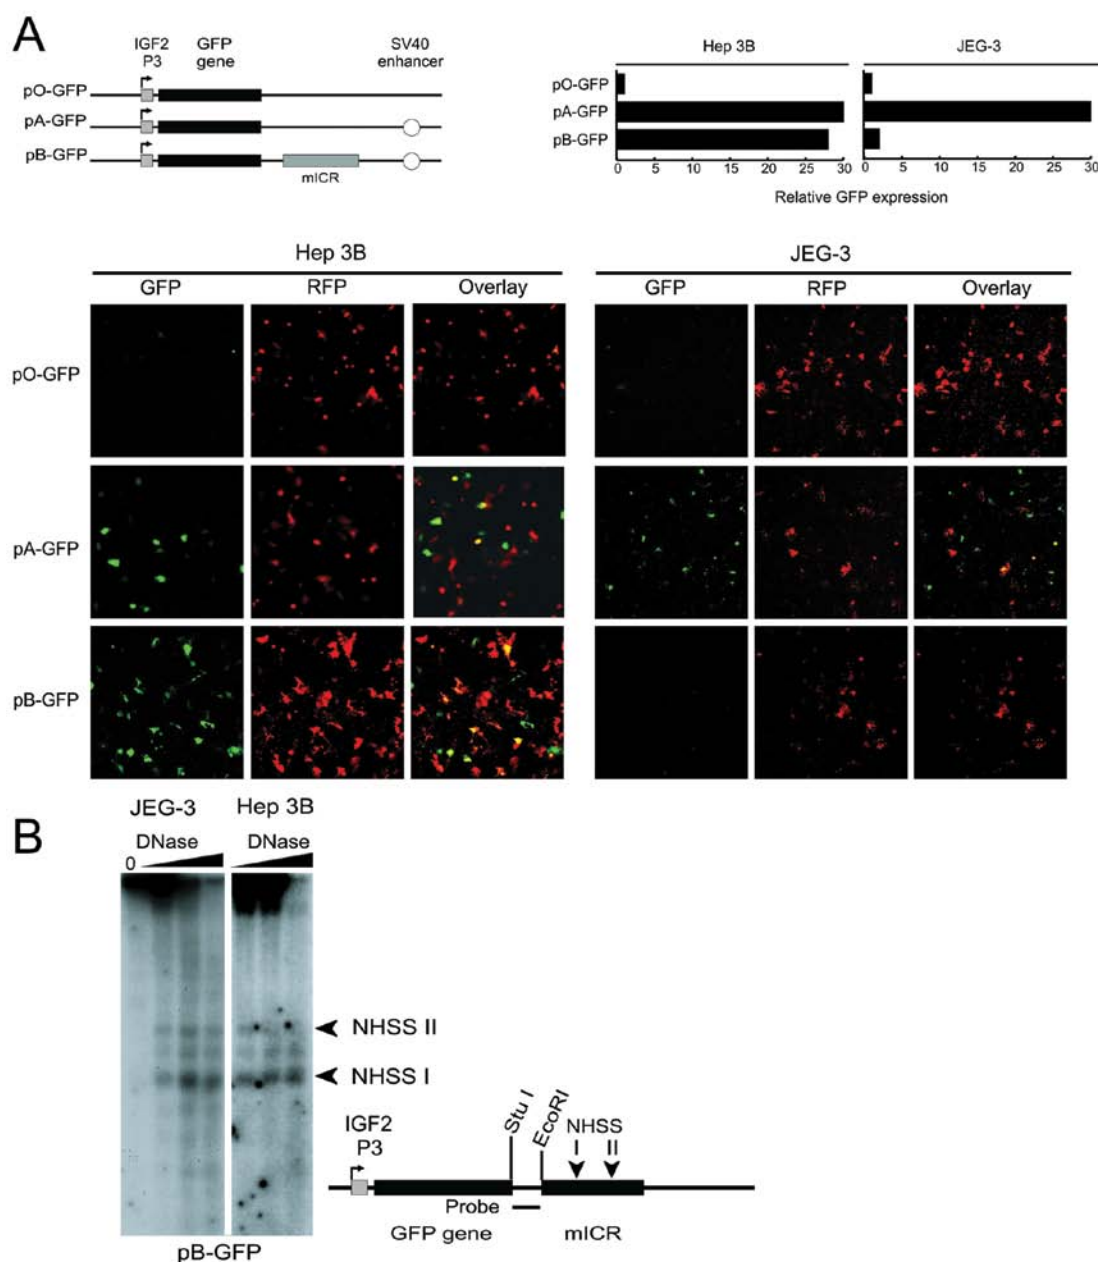 A
IGF2 P3
GFP gene
SV40 enhancer
pO-GFP
pA-GFP
pB-GFP
mICR
Hep 3B
JEG-3
pO-GFP
pA-GFP
pB-GFP
0 5 10 15 20 25 30
0 5 10 15 20 25 30
Relative GFP expression
Hep 3B
JEG-3
GFP RFP Overlay
GFP RFP Overlay
pO-GFP
pA-GFP
pB-GFP
B
JEG-3 Hep 3B
DNase DNase
0
NHSS II
NHSS I
pB-GFP
IGF2 P3
Stu I
EcoRI
NHSS
I II
Probe
GFP gene
mICR